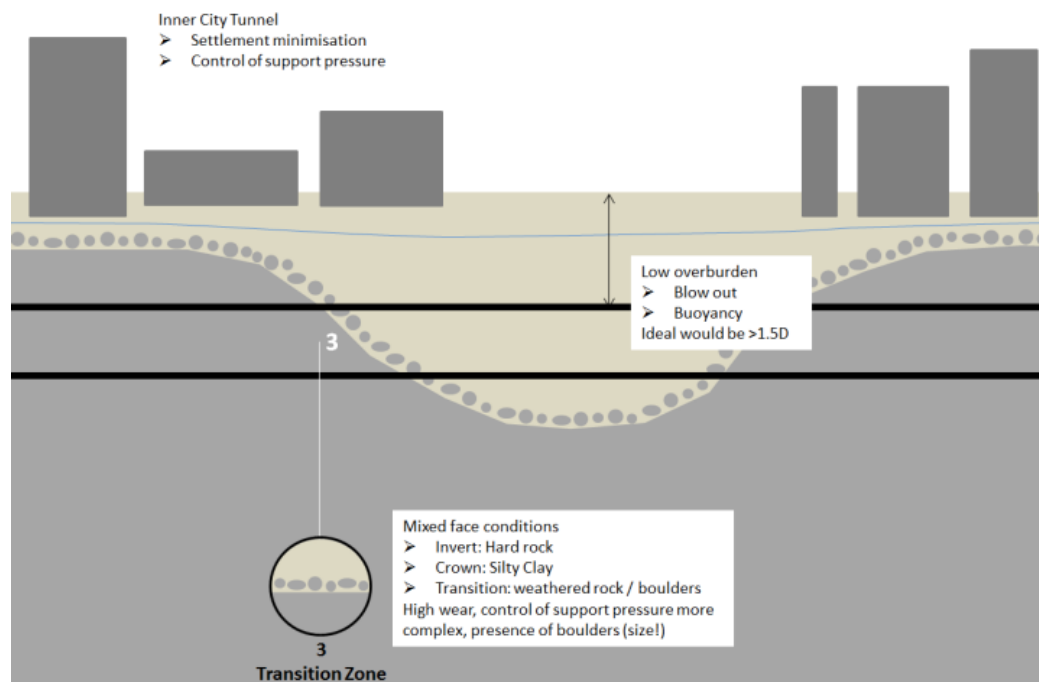 Inner City Tunnel
➢ Settlement minimisation
➢ Control of support pressure
Low overburden
➢ Blow out
➢ Buoyancy
Ideal would be >1.5D
3
Mixed face conditions
➢ Invert: Hard rock
➢ Crown: Silty Clay
➢ Transition: weathered rock / boulders
High wear, control of support pressure more
complex, presence of boulders (size!)
3
Transition Zone